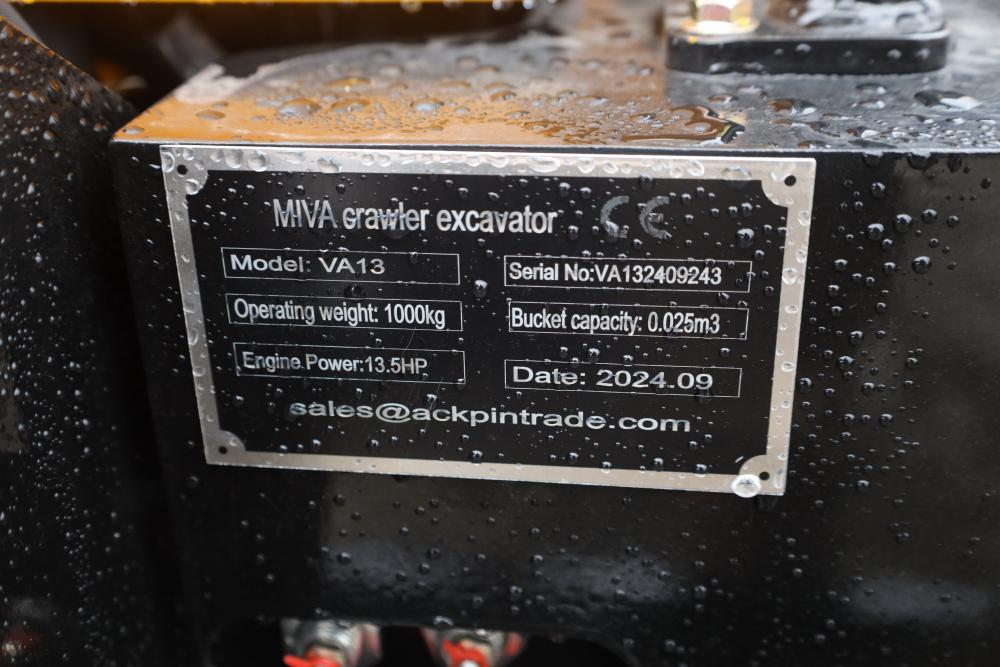 MIVA crawler excavator CE
Model: VA13
Serial No:VA132409243
Operating weight: 1000kg
Bucket capacity: 0.025m3
Engine Power:13.5HP
Date: 2024.09
sales@ackpintrade.com